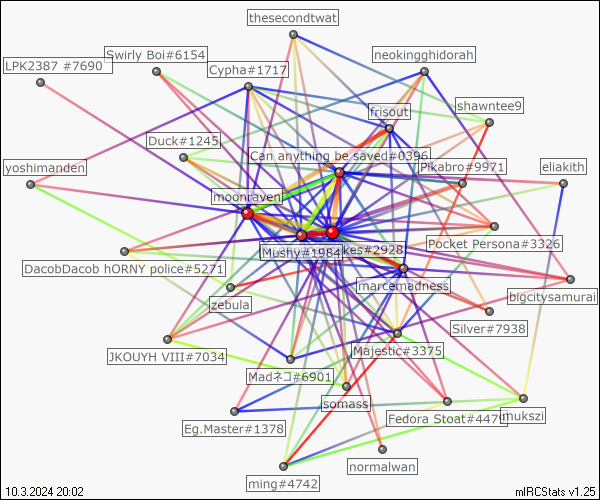 thesecondtwat
Swirly Boi#6154
neokingghidorah
LPK2387 #7690
Cypha#1717
shawntee9
frisout
Duck#1245
Can anything be saved#0396
yoshimanden
Pikabro#9971
eliakith
moonraven
Pocket Persona#3326
Mushy#1984
kes#2928
DacobDacob hORNY police#5271
marcemadness
bigcitysamurai
zebula
Silver#7938
JKOUYH VIII#7034
Majestic#3375
Madネコ#6901
somass
Eg.Master#1378
Fedora Stoat#4470
mukszi
normalwan
ming#4742
10.3.2024 20:02
mIRCStats v1.25